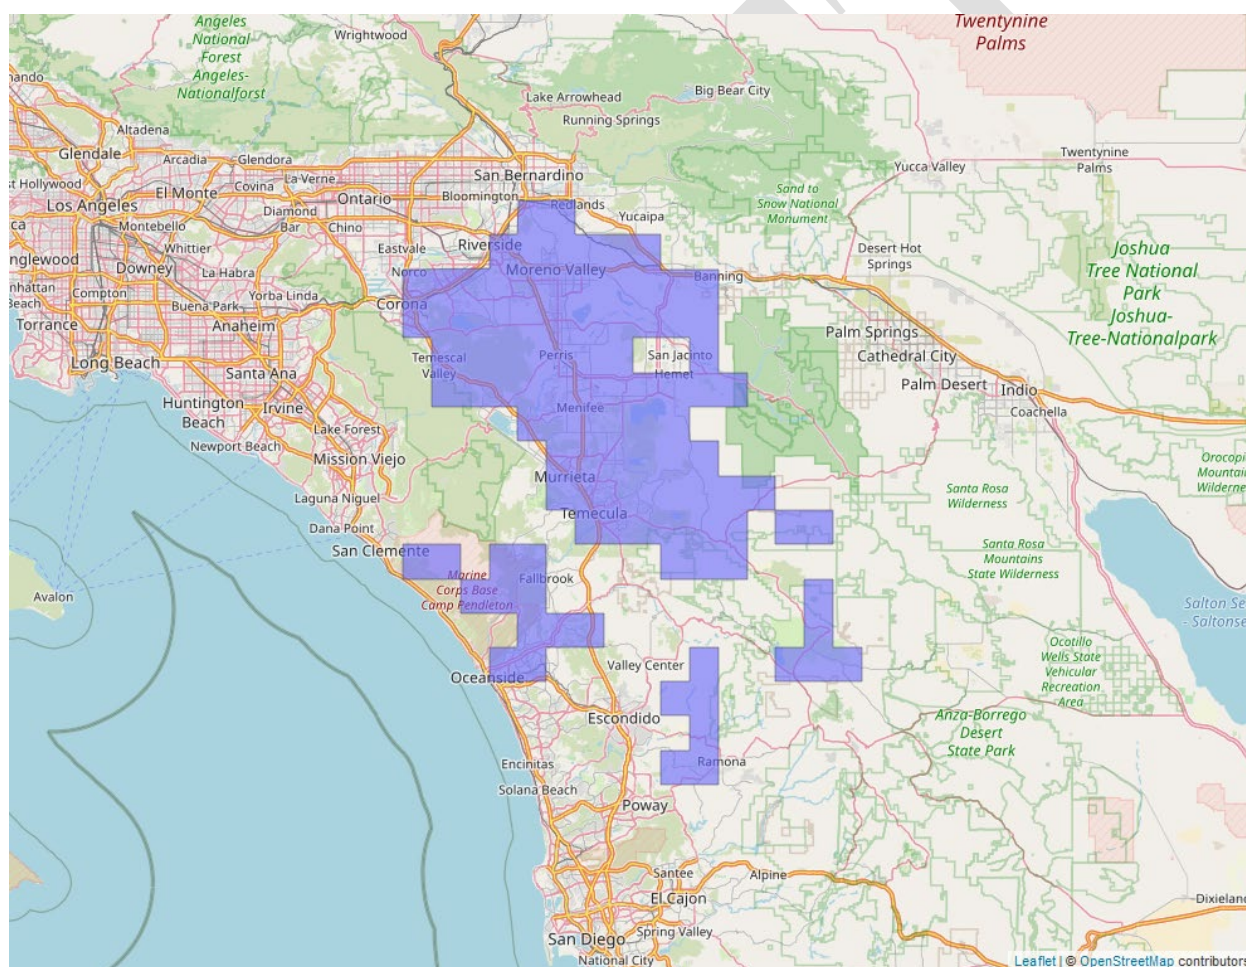 Angeles
National
Forest
Angeles-
Nationalforst
Wrightwood
Twentynine
Palms
Lake Arrowhead
Big Bear City
Running Springs
Altadena
Glendale
Arcadia
Glendora
La Verne
San Bernardino
Yucca Valley
Twentynine
Palms
El Monte
Covina
Ontario
Bloomington
Redlands
Sand to
Snow National
Monument
Los Angeles
Diamond
Bar
Chino
Yucaipa
Montebello
Whittier
Eastvale
Riverside
Desert Hot
Springs
Joshua
Tree National
Park
Joshua-
Tree-Nationalpark
Downey
La Habra
Norco
Moreno Valley
Banning
Compton
Buena Park
Yorba Linda
Corona
Torrance
Anaheim
Palm Springs
Long Beach
Santa Ana
Temescal
Valley
Perris
San Jacinto
Hemet
Cathedral City
Palm Desert
Indio
Coachella
Huntington
Beach
Irvine
Menifee
Newport Beach
Lake Forest
Mission Viejo
Murrieta
Laguna Niguel
Santa Rosa
Wilderness
Dana Point
Temecula
San Clemente
Santa Rosa
Mountains
State Wilderness
Avalon
Marine
Corps Base
Camp Pendleton
Fallbrook
Valley Center
Ocotillo
Wells State
Vehicular
Recreation
Area
Oceanside
Escondido
Anza-Borrego
Desert
State Park
Encinitas
Ramona
Solana Beach
Poway
Santee
Alpine
El Cajon
San Diego
Spring Valley
National City
Leaflet | © OpenStreetMap contributors